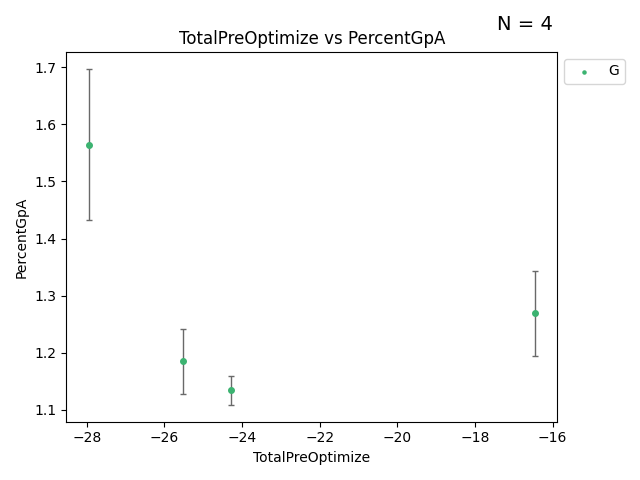 N = 4
TotalPreOptimize vs PercentGpA
G
1.7
1.6
1.5
1.4
1.3
1.2
1.1
PercentGpA
−28
−26
−24
−22
−20
−18
−16
TotalPreOptimize